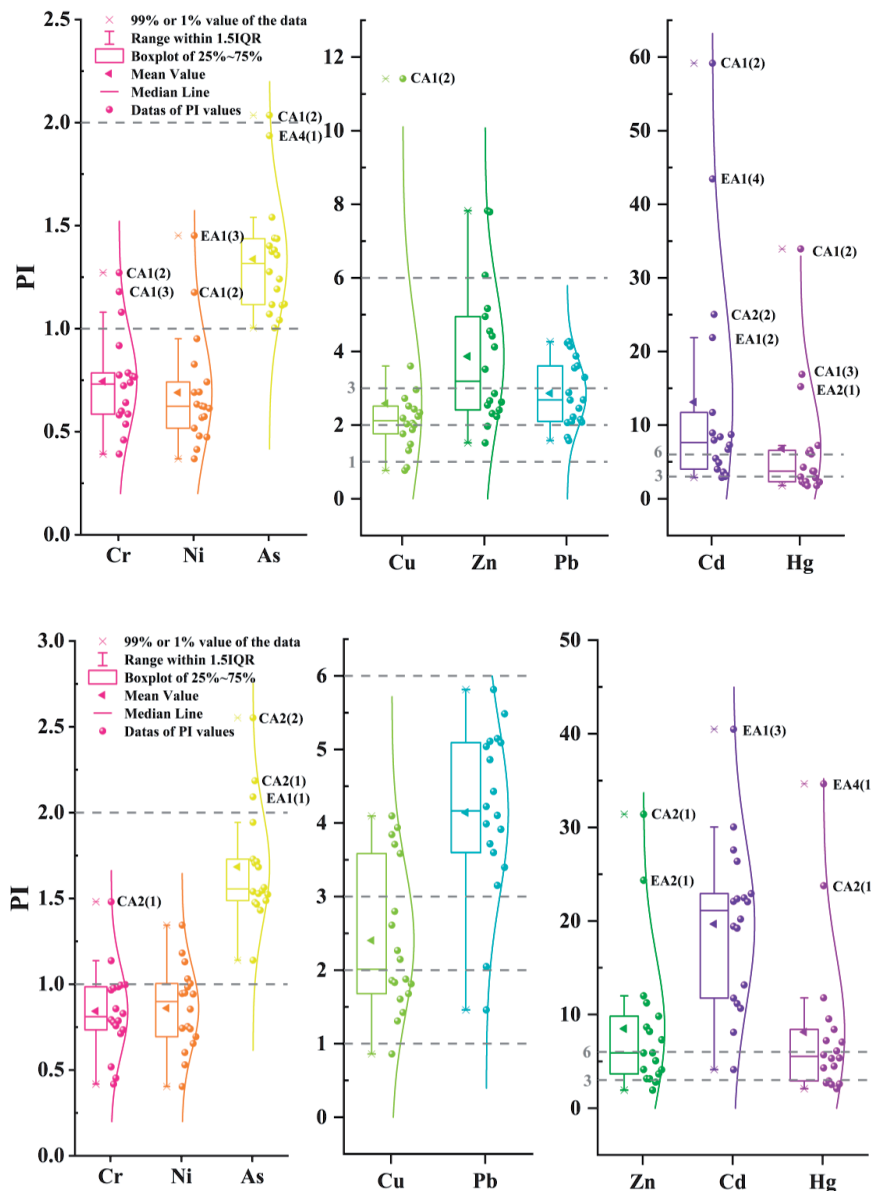 PI
2.5
2.0
1.5
1.0
0.5
0.0
99% or 1% value of the data
Range within 1.5IQR
Boxplot of 25%~75%
Mean Value
Median Line
Datas of PI values
CA1(2)
EA4(1)
EA1(3)
CA1(2)
CA1(3)
CA1(2)
Cr
Ni
As
12
10
8
6
4
3
2
2
1
0
CA1(2)
Cu
Zn
Pb
60
50
40
30
20
10
6
3
0
CA1(2)
EA1(4)
CA1(2)
CA2(2)
EA1(2)
CA1(3)
EA2(1)
Cd
Hg
PI
3.0
2.5
2.0
1.5
1.0
0.5
0.0
99% or 1% value of the data
Range within 1.5IQR
Boxplot of 25%~75%
Mean Value
Median Line
Datas of PI values
CA2(2)
CA2(1)
EA1(1)
CA2(1)
Cr
Ni
As
6
5
4
3
2
1
0
Cu
Pb
50
40
30
20
10
6
3
0
EA1(3)
EA4(1
CA2(1)
EA2(1)
CA2(1
Zn
Cd
Hg